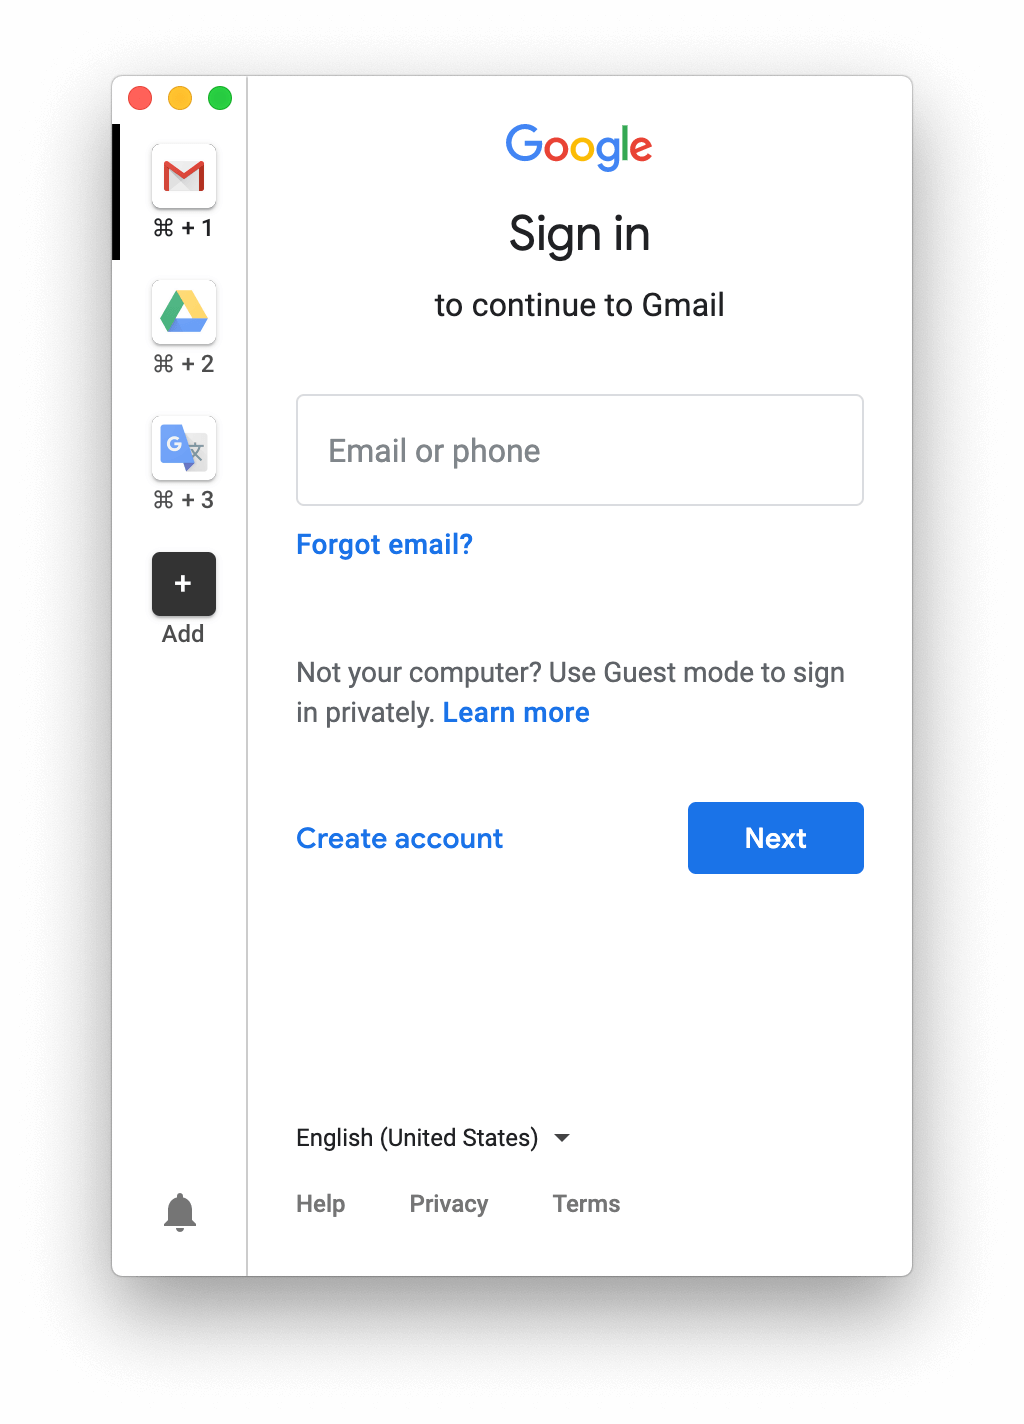 ⌘ + 1
⌘ + 2
G 文
⌘ + 3
+
Add
Google
Sign in
to continue to Gmail
Email or phone
Forgot email?
Not your computer? Use Guest mode to sign
in privately. Learn more
Create account
Next
English (United States)
Help
Privacy
Terms